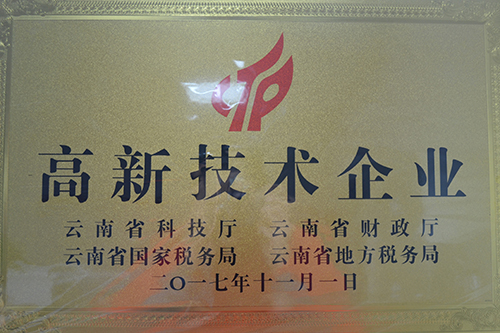 高新技术企业
云南省科技厅 云南省财政厅
云南省国家税务局 云南省地方税务局
二〇一七年十一月一日